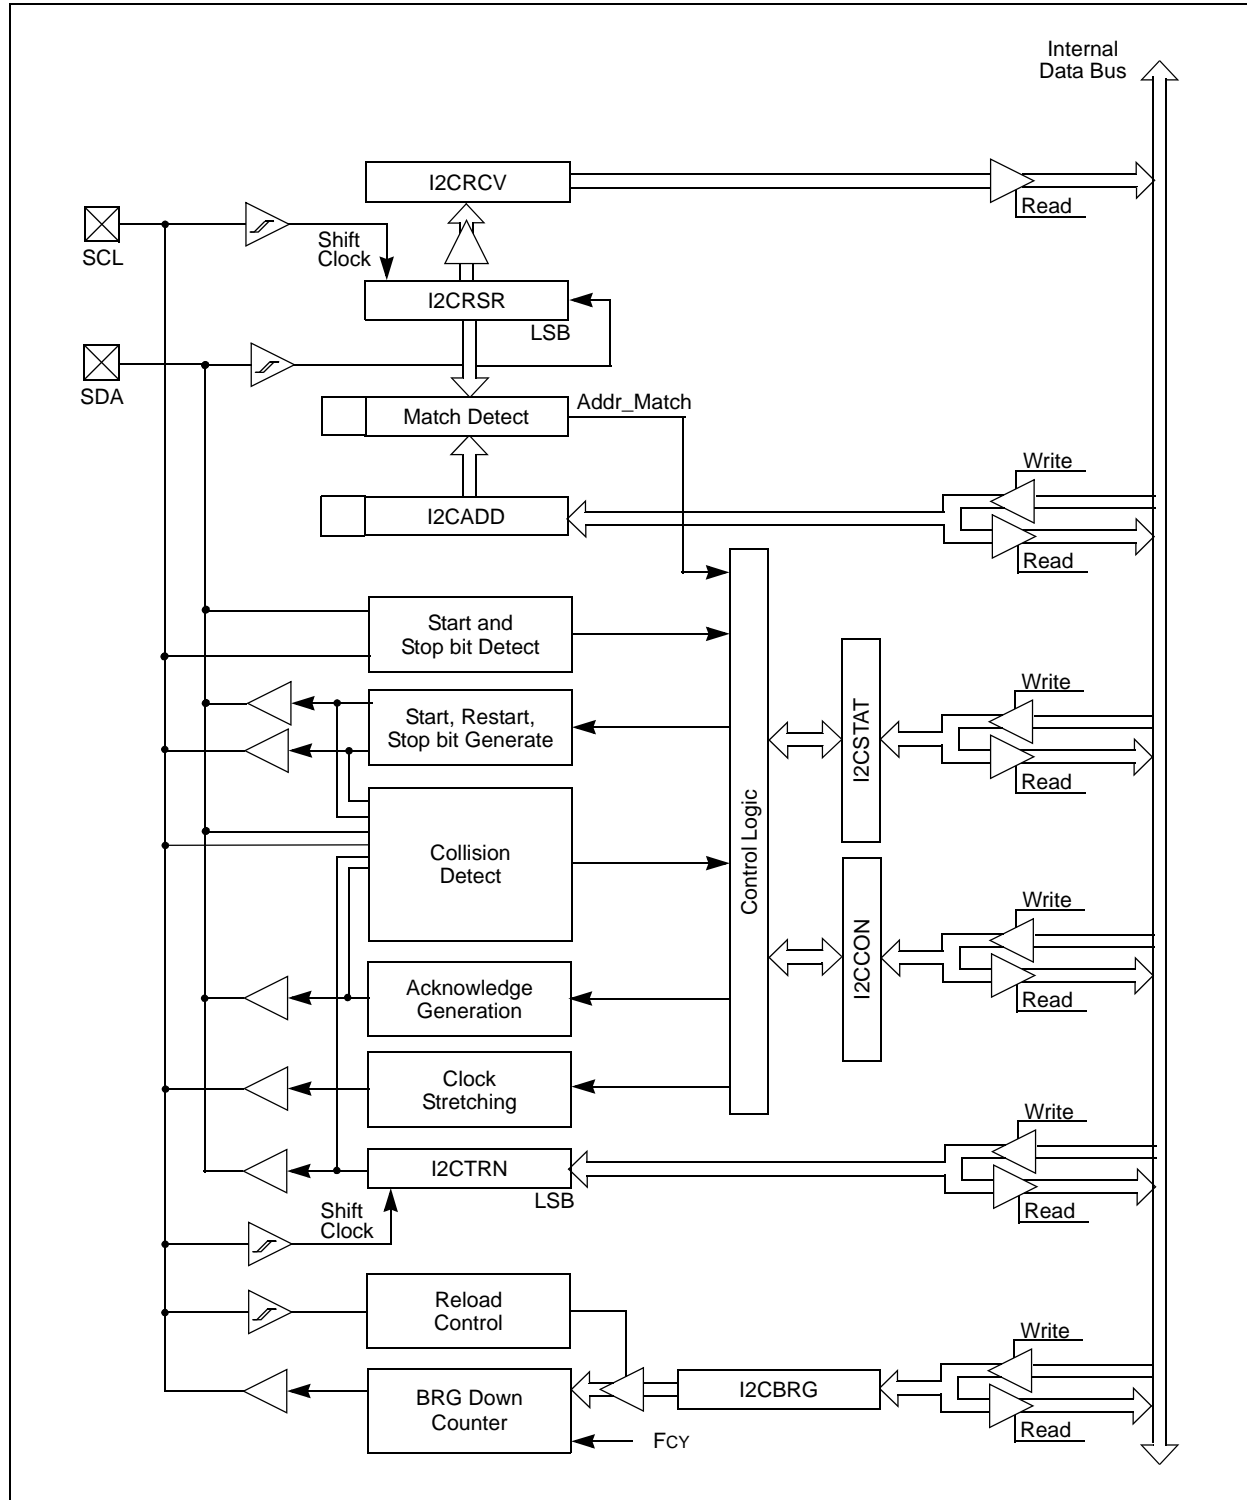 Internal
Data Bus
I2CRCV
Read
SCL
Shift
Clock
I2CRSR
LSB
SDA
Addr_Match
Match Detect
Write
I2CADD
Read
Start and
Stop bit Detect
Write
Start, Restart,
Stop bit Generate
I2CSTAT
Read
Control Logic
Collision
Detect
Write
I2CCON
Acknowledge
Generation
Read
Clock
Stretching
Write
I2CTRN
LSB
Shift
Clock
Read
Reload
Control
Write
I2CBRG
BRG Down
Counter
Read
FCY